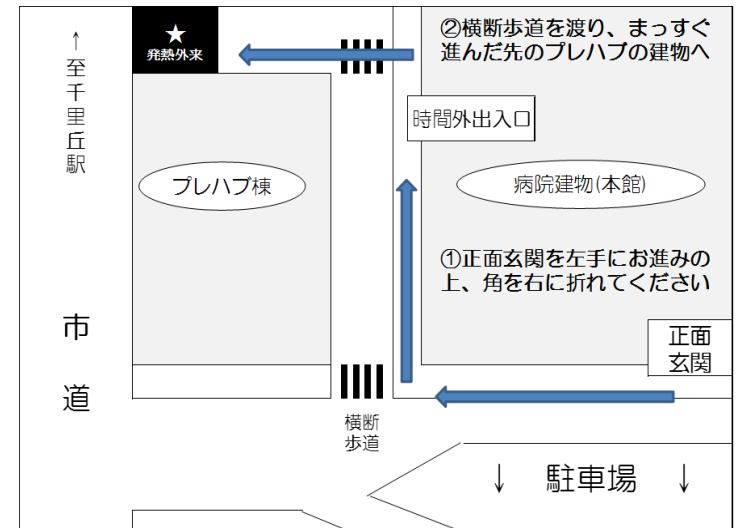 ↑
至千里丘駅
★
発熱外来
②横断歩道を渡り、まっすぐ
進んだ先のプレハブの建物へ
時間外出入口
プレハブ棟
病院建物(本館)
①正面玄関を左手にお進みの
上、角を右に折れてください
市道
正面
玄関
横断
歩道
↓ 駐車場 ↓